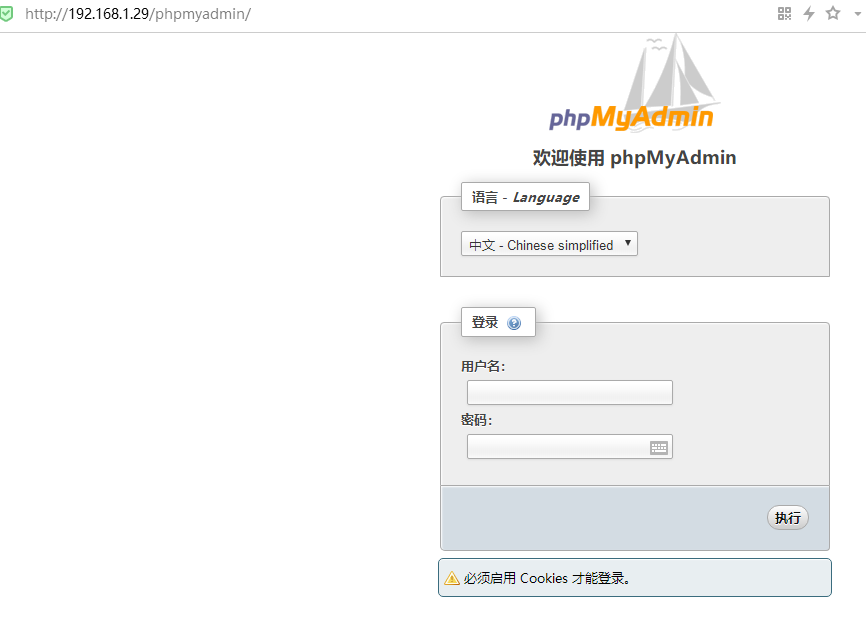 http://192.168.1.29/phpmyadmin/
phpMyAdmin
欢迎使用 phpMyAdmin
语言 - Language
中文 - Chinese simplified
登录
用户名：
密码：
执行
必须启用 Cookies 才能登录。